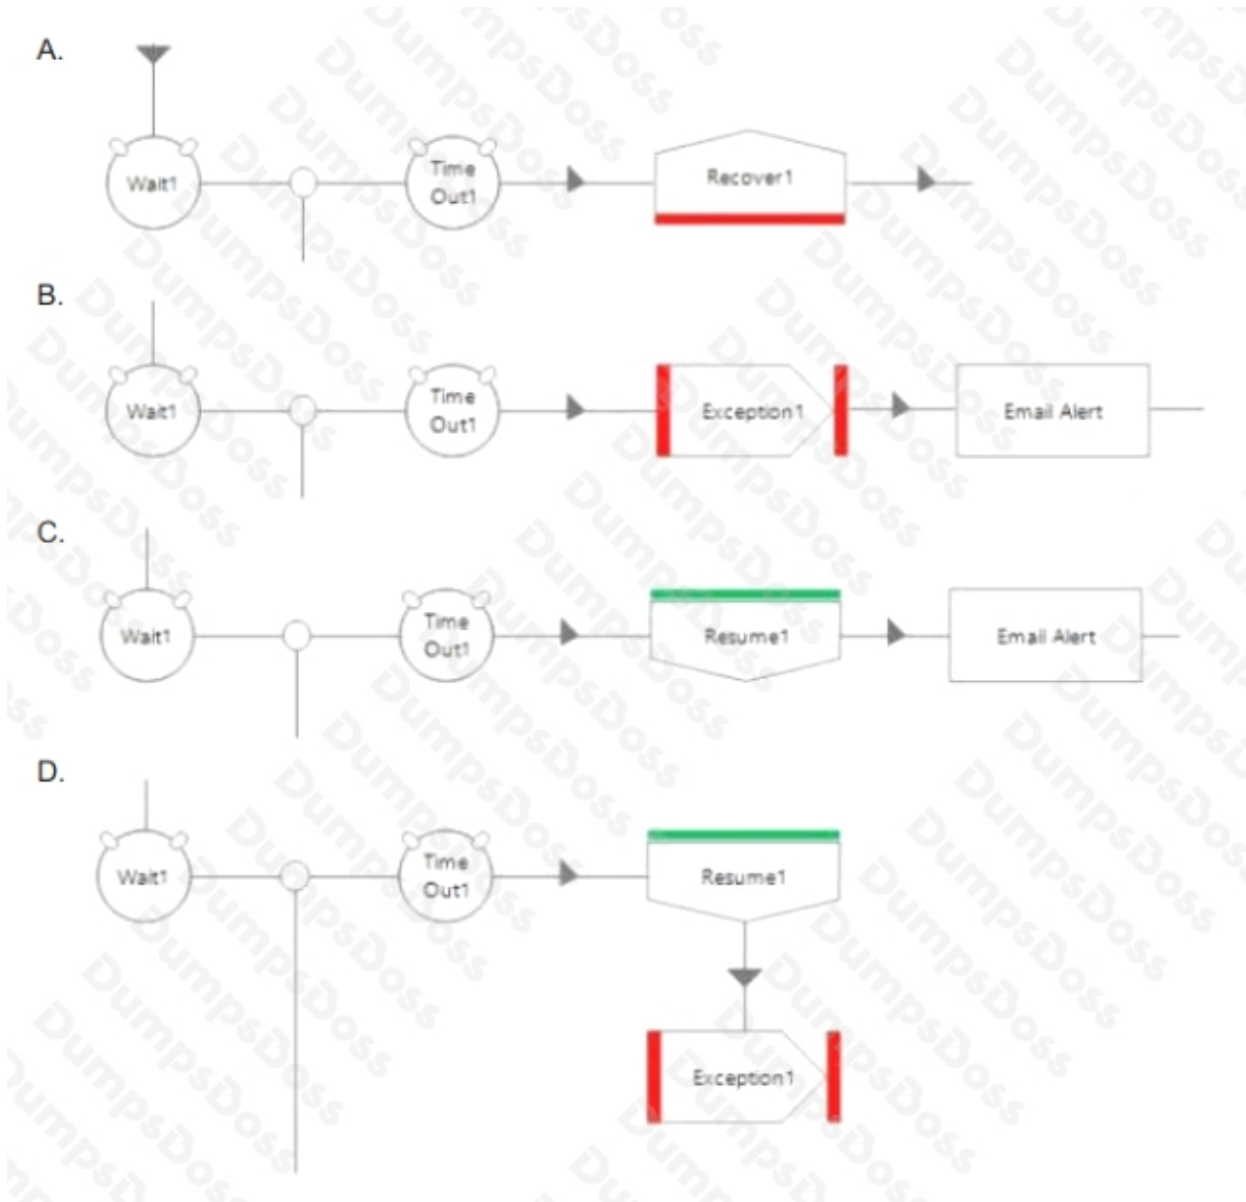 A.
Wait1
Time
Out1
Recover1
B.
Wait1
Time
Out1
Exception1
Email Alert
C.
Wait1
Time
Out1
Resume1
Email Alert
D.
Wait1
Time
Out1
Resume1
Exception1
DumpsDoss